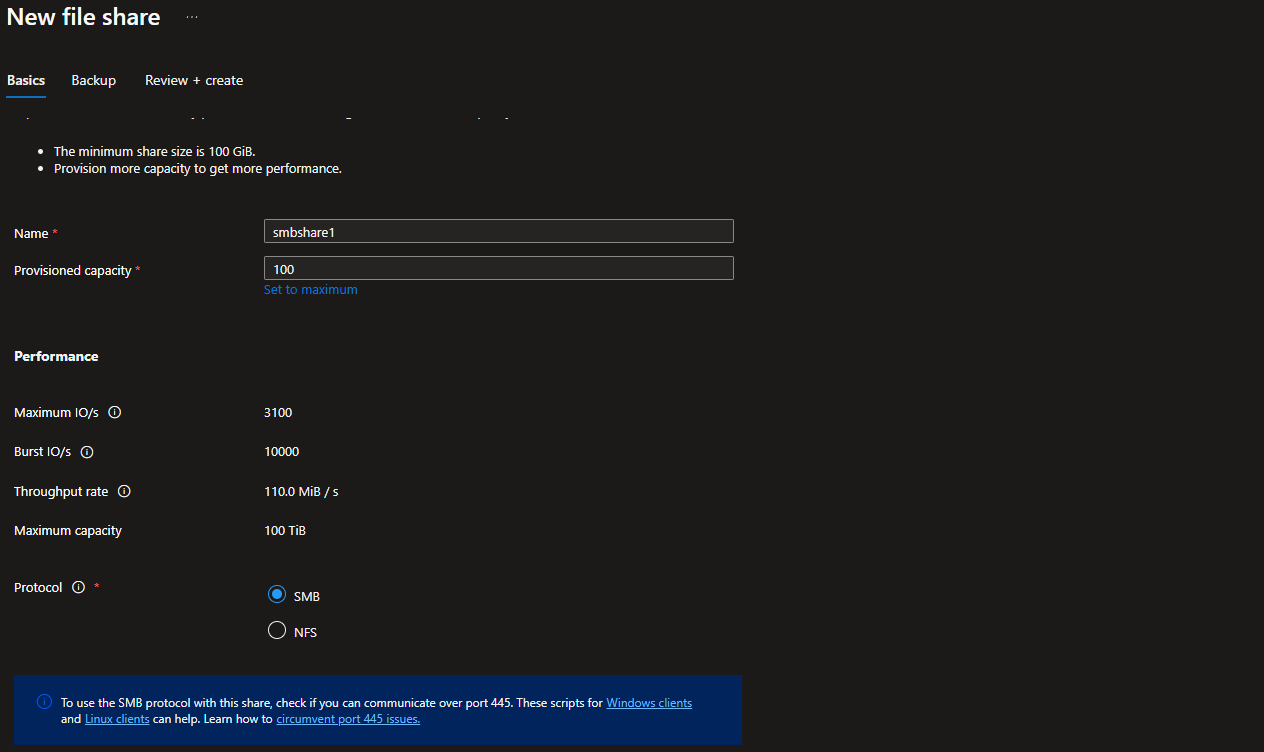 New file share ...
Basics Backup Review + create
The minimum share size is 100 GiB.
Provision more capacity to get more performance.
Name * smbshare1
Provisioned capacity * 100
Set to maximum
Performance
Maximum IO/s 3100
Burst IO/s 10000
Throughput rate 110.0 MiB / s
Maximum capacity 100 TiB
Protocol *
SMB
NFS
To use the SMB protocol with this share, check if you can communicate over port 445. These scripts for Windows clients
and Linux clients can help. Learn how to circumvent port 445 issues.